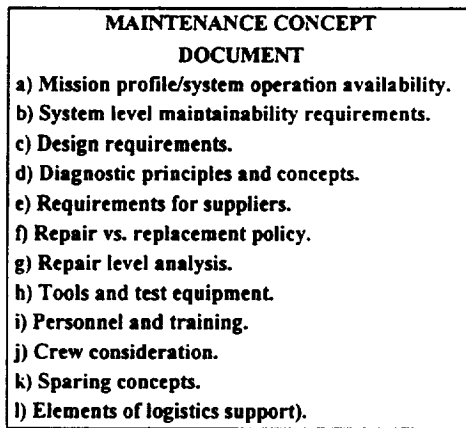 MAINTENANCE CONCEPT
DOCUMENT
a) Mission profile/system operation availability.
b) System level maintainability requirements.
c) Design requirements.
d) Diagnostic principles and concepts.
e) Requirements for suppliers.
f) Repair vs. replacement policy.
g) Repair level analysis.
h) Tools and test equipment.
i) Personnel and training.
j) Crew consideration.
k) Sparing concepts.
l) Elements of logistics support).